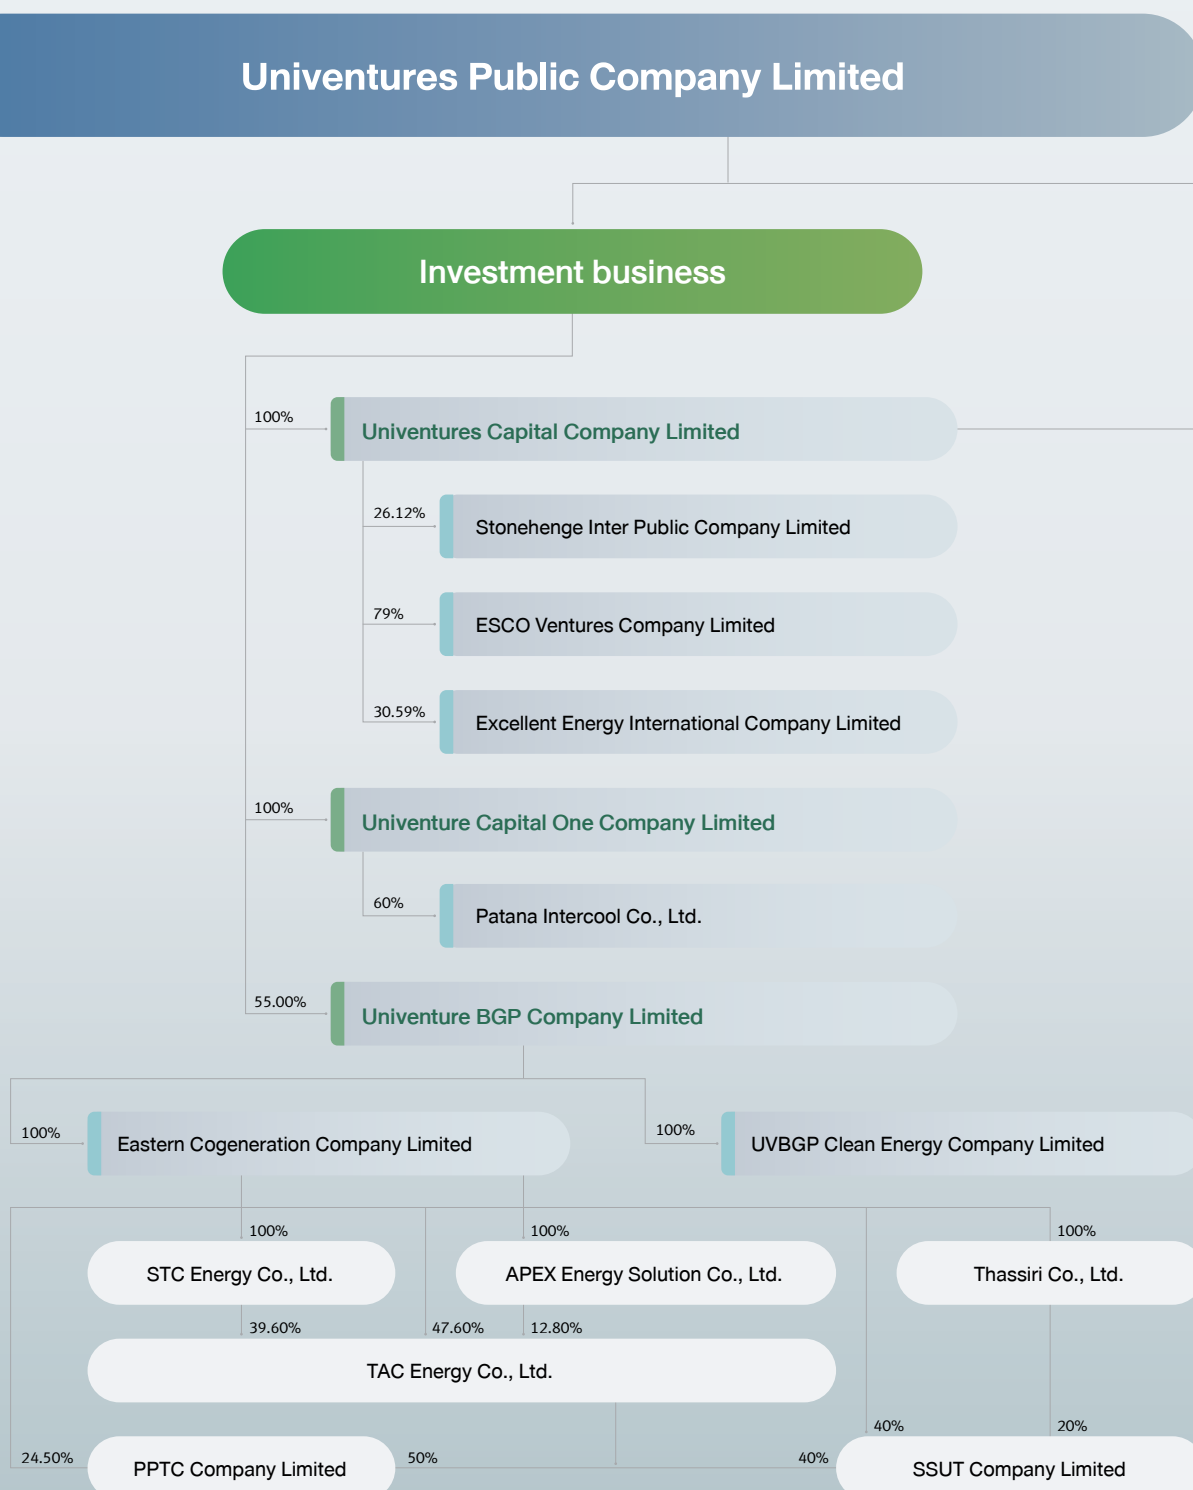 Univentures Public Company Limited
Investment business
100%
Univentures Capital Company Limited
26.12%
Stonehenge Inter Public Company Limited
79%
ESCO Ventures Company Limited
30.59%
Excellent Energy International Company Limited
100%
Univenture Capital One Company Limited
60%
Patana Intercool Co., Ltd.
55.00%
Univenture BGP Company Limited
100%
Eastern Cogeneration Company Limited
100%
UVBGP Clean Energy Company Limited
100%
100%
100%
STC Energy Co., Ltd.
APEX Energy Solution Co., Ltd.
Thassiri Co., Ltd.
39.60%
47.60%
12.80%
TAC Energy Co., Ltd.
40%
20%
24.50%
PPTC Company Limited
50%
40%
SSUT Company Limited